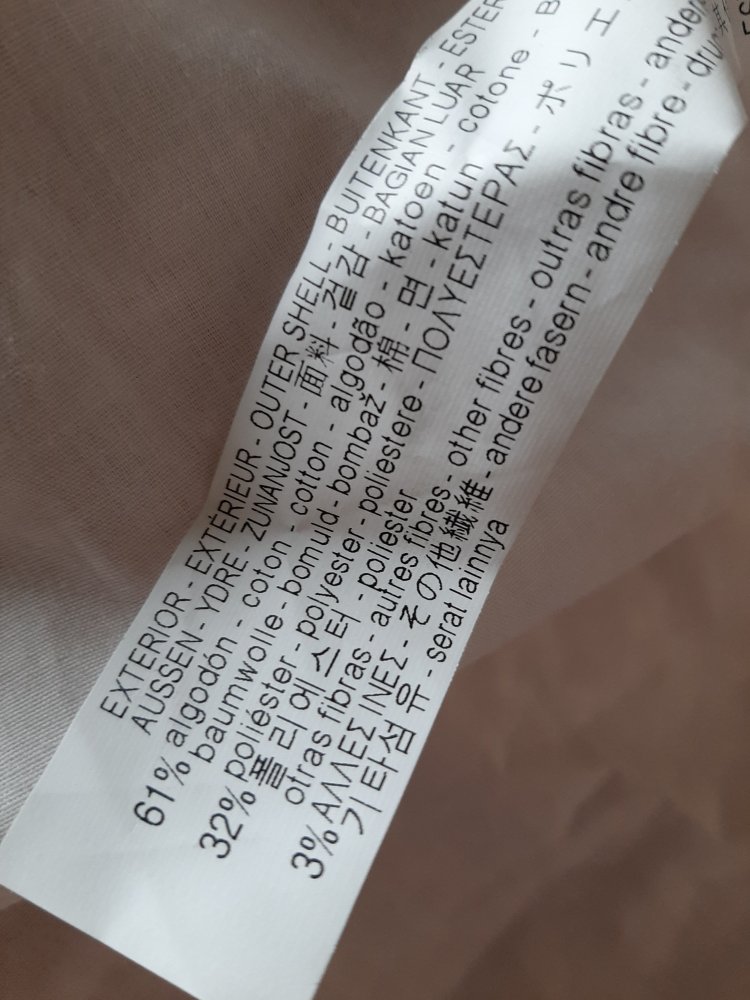 EXTERIOR - EXTÉRIEUR - OUTER SHELL - BUITENKANT - ESTER
AUSSEN - YDRE - ZUNANJOST - 面料 - 겉감 - BAGIAN LUAR
61% algodón - coton - cotton - algodão - katoen - cotone - B
baumwolle - bomuld - bombaž - 棉 - 면 - katun
32% poliéster - polyester - poliestere - ΠΟΛΥΕΣΤΕΡΑΣ - ポリエ
폴리에스터 - poliester
otras fibras - autres fibres - other fibres - outras fibras - ander
3% ΑΛΛΕΣ ΙΝΕΣ - その他繊維 - andere fasern - andre fibre - dru
기타섬유 - serat lainnya